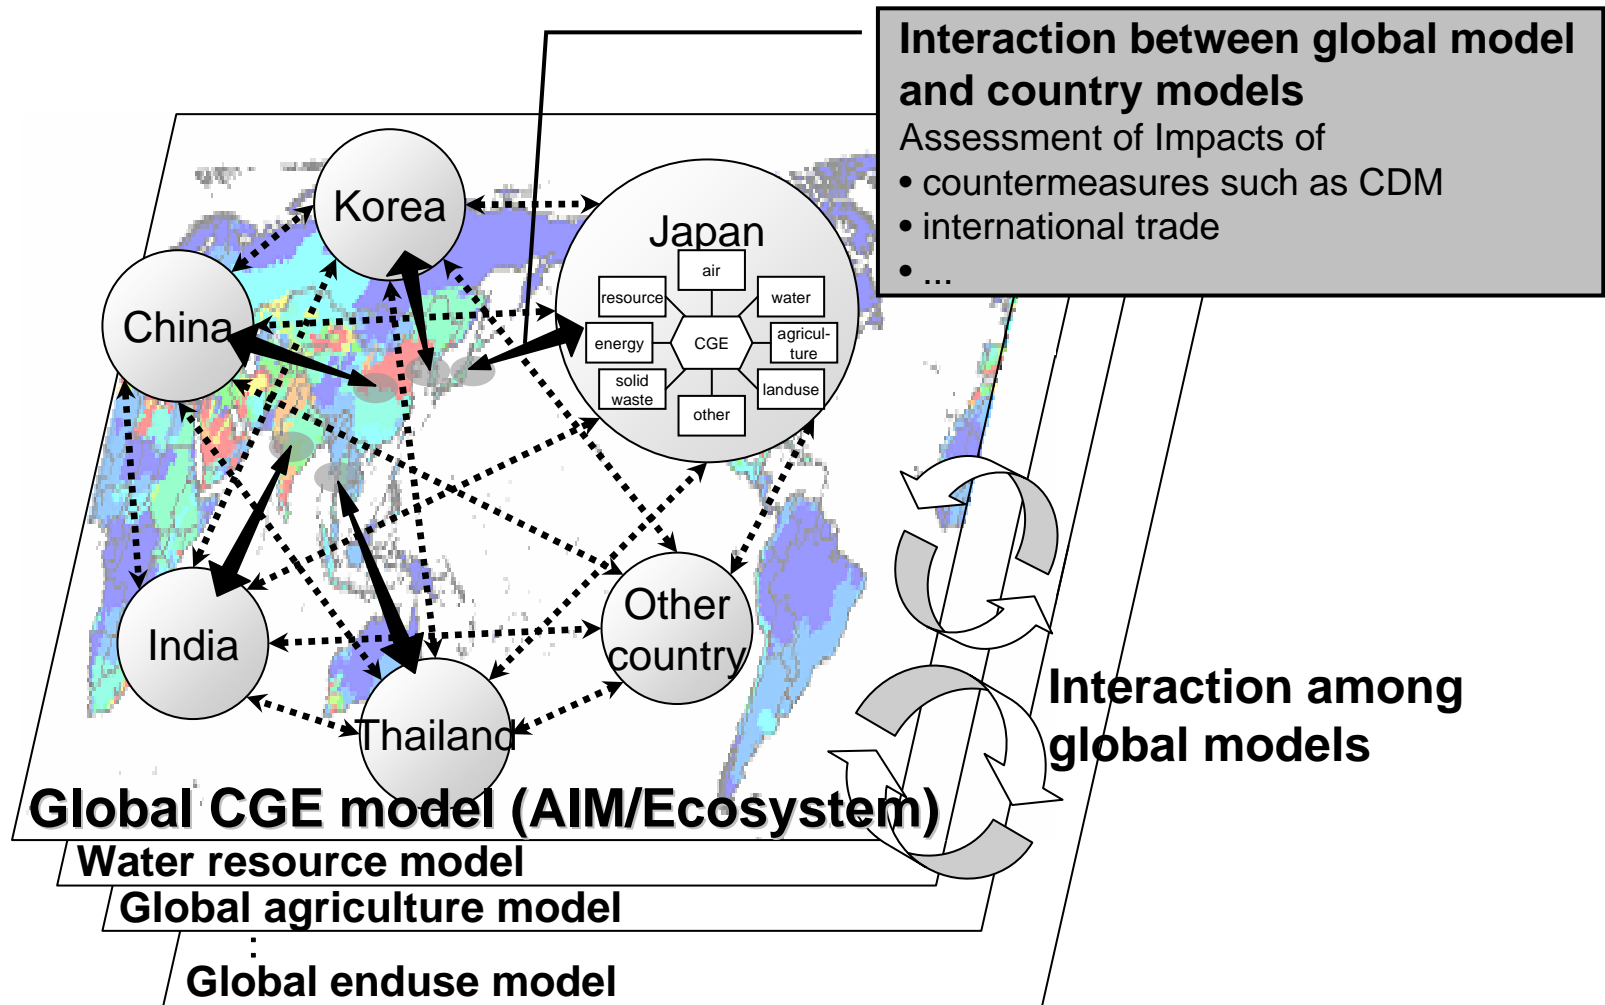 Interaction between global model
and country models
Assessment of Impacts of
• countermeasures such as CDM
• international trade
• ...
Korea
Japan
air
resource
water
China
energy
CGE
agricul-
ture
solid
waste
landuse
other
India
Other
country
Thailand
Interaction among
global models
Global CGE model (AIM/Ecosystem)
Water resource model
Global agriculture model
Global enduse model